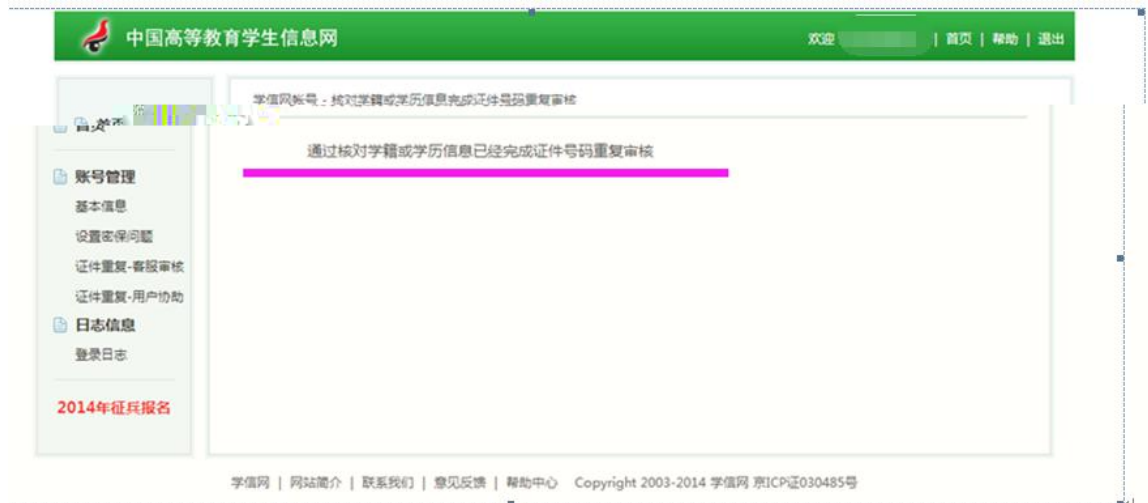 中国高等教育学生信息网
欢迎 | 首页 | 帮助 | 退出
学信网账号 - 核对学籍或学历信息完成证件号码重复审核
首页
通过核对学籍或学历信息已经完成证件号码重复审核
账号管理
基本信息
设置密保问题
证件重复-客服审核
证件重复-用户协助
日志信息
登录日志
2014年征兵报名
学信网 | 网站简介 | 联系我们 | 意见反馈 | 帮助中心 Copyright 2003-2014 学信网 京ICP证030485号